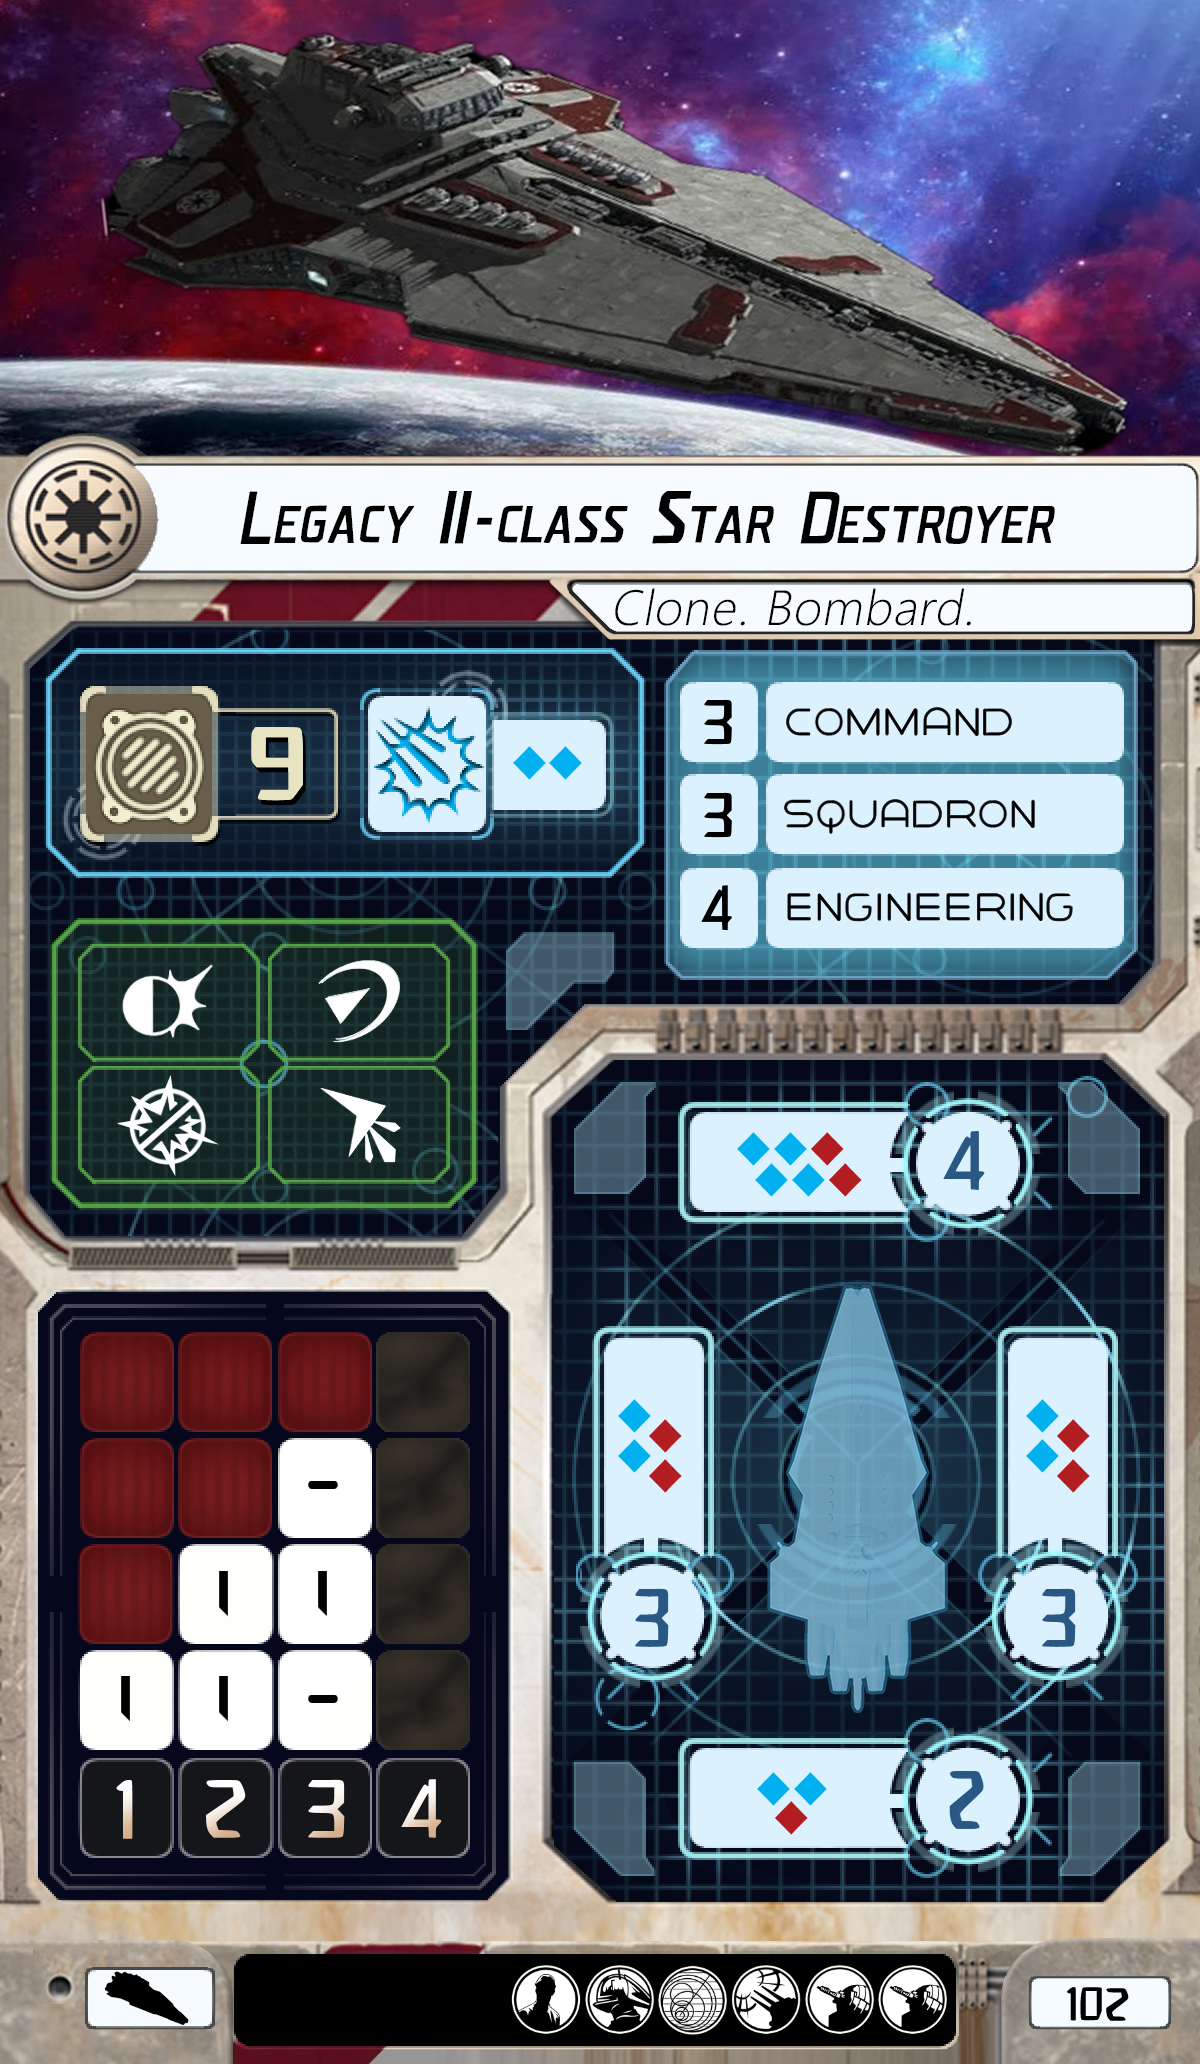 Legacy II-class Star Destroyer
Clone. Bombard.
9
3 COMMAND
3 SQUADRON
4 ENGINEERING
4
-
I I
3 3
I I -
1 2 3 4
2
102